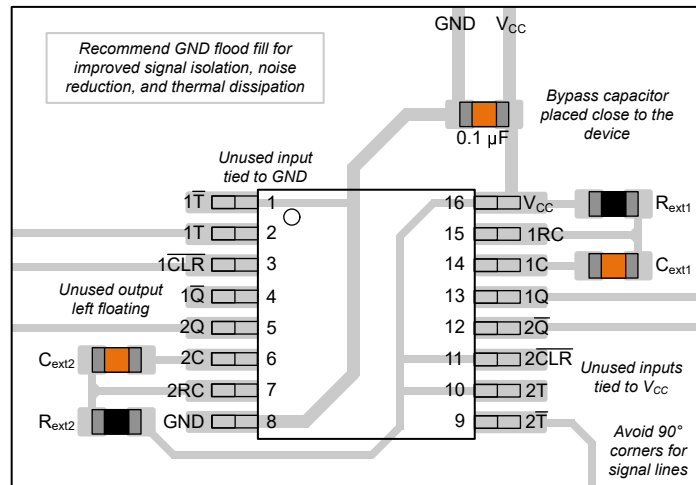 GND VCC
Recommend GND flood fill for
improved signal isolation, noise
reduction, and thermal dissipation
Bypass capacitor
placed close to the
device
0.1 µF
Unused input
tied to GND
1T̅ 1 16 VCC Rext1
1T 2 15 1RC
1C̅L̅R̅ 3 14 1C Cext1
1Q̅ 4 13 1Q
Unused output
left floating
2Q 5 12 2Q̅
Cext2 2C 6 11 2C̅L̅R̅
Unused inputs
tied to VCC
2RC 7 10 2T
Rext2 GND 8 9 2T̅
Avoid 90°
corners for
signal lines